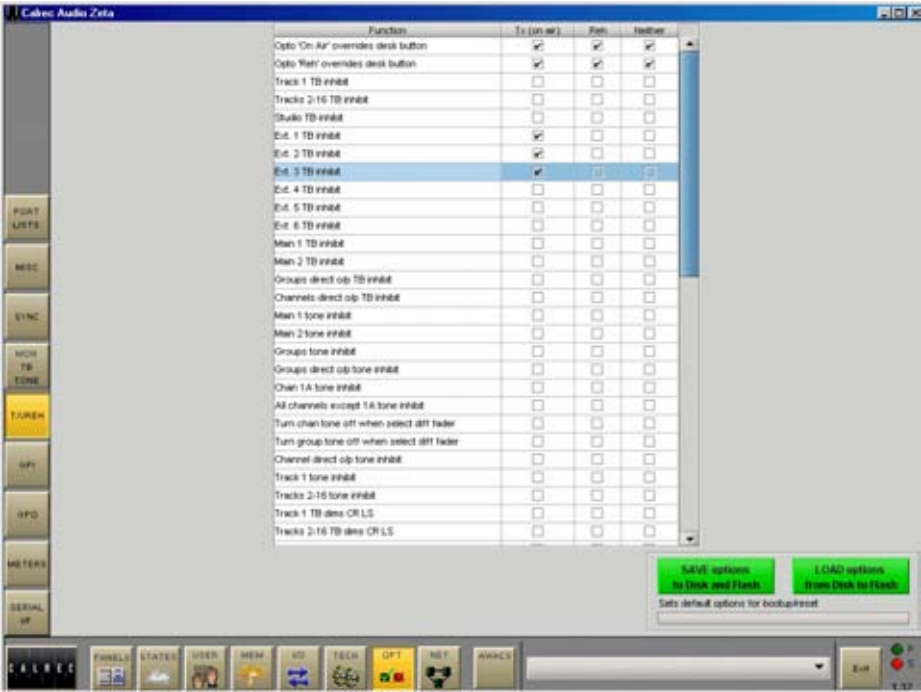 Calrec Audio Zeta
Function Tx (on air) Reh Neither
Opto 'On Air' overrides desk button
Opto 'Reh' overrides desk button
Track 1 TB inhibit
Tracks 2-16 TB inhibit
Studio TB inhibit
Ext. 1 TB inhibit
Ext. 2 TB inhibit
Ext. 3 TB inhibit
Ext. 4 TB inhibit
Ext. 5 TB inhibit
Ext. 6 TB inhibit
Main 1 TB inhibit
Main 2 TB inhibit
Groups direct o/p TB inhibit
Channels direct o/p TB inhibit
Main 1 tone inhibit
Main 2 tone inhibit
Groups tone inhibit
Groups direct o/p tone inhibit
Chan 1A tone inhibit
All channels except 1A tone inhibit
Turn chan tone off when select diff fader
Turn group tone off when select diff fader
Channel direct o/p tone inhibit
Track 1 tone inhibit
Tracks 2-16 tone inhibit
Track 1 TB dims CR LS
Tracks 2-16 TB dims CR LS
PORT
LISTS
MISC
SYNC
MON
TB
TONE
TX/REH
GPI
GPO
METERS
SERIAL
I/F
SAVE options
to Disk and Flash
LOAD options
from Disk to Flash
Sets default options for bootup/reset
CALREC
PANELS STATES USER MEM I/O TECH OPT NET AWACS
Exit